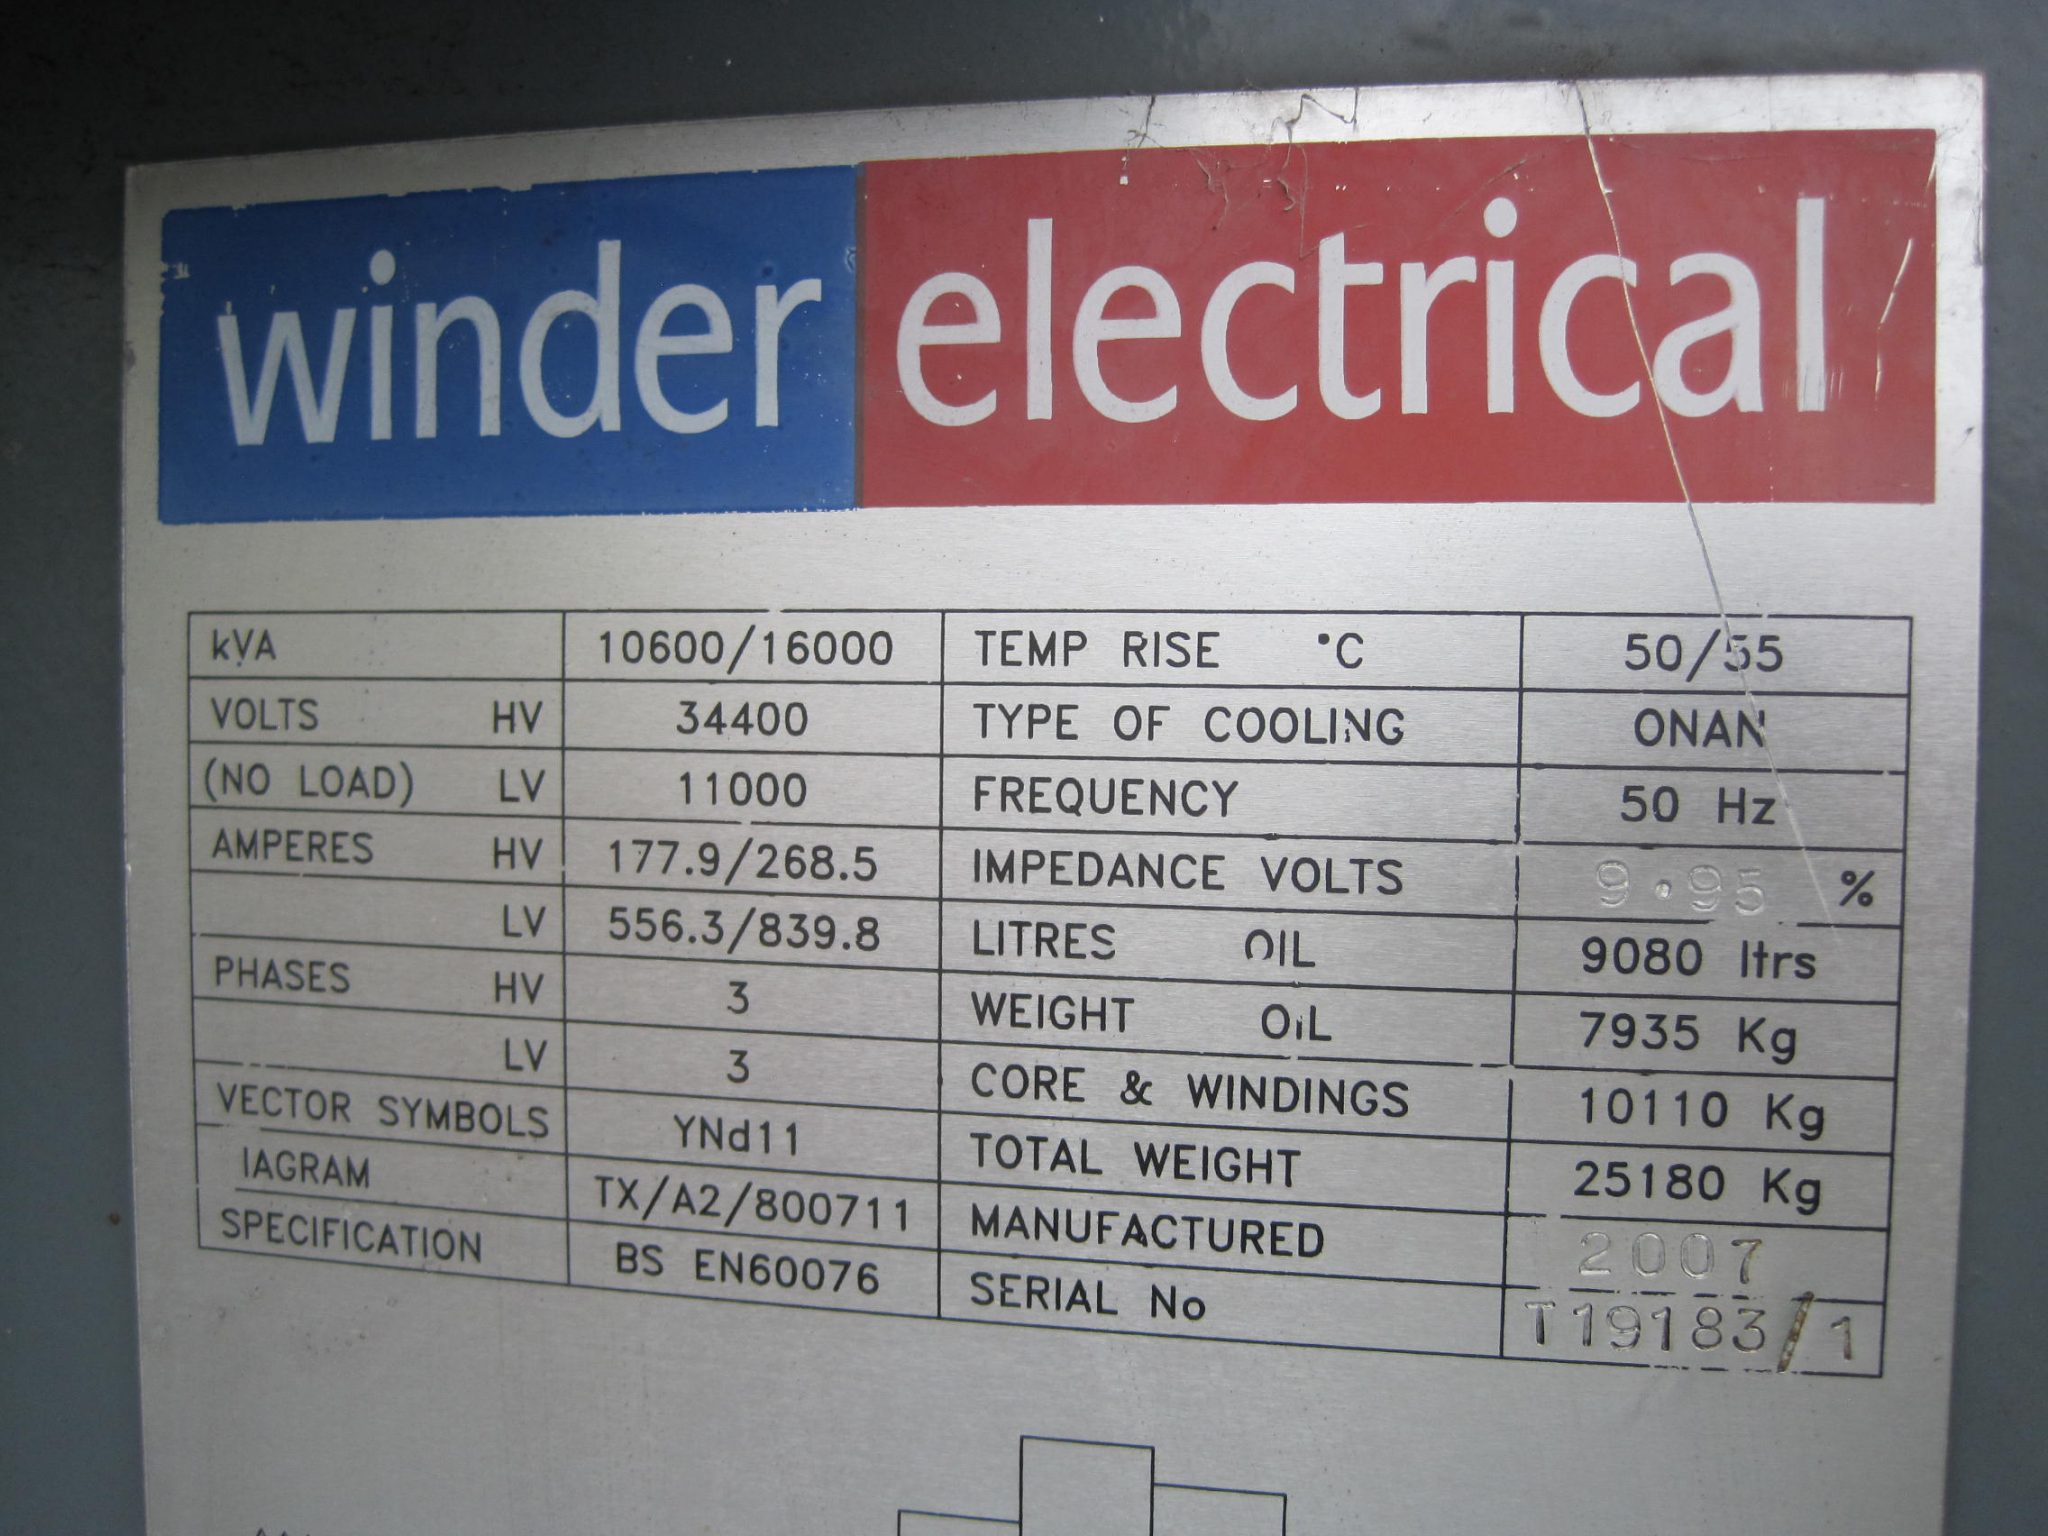 winder electrical
kVA 10600/16000 TEMP RISE °C 50/55
VOLTS HV 34400 TYPE OF COOLING ONAN
(NO LOAD) LV 11000 FREQUENCY 50 Hz
AMPERES HV 177.9/268.5 IMPEDANCE VOLTS 9.95 %
LV 556.3/839.8 LITRES OIL 9080 ltrs
PHASES HV 3 WEIGHT OIL 7935 Kg
LV 3 CORE & WINDINGS 10110 Kg
VECTOR SYMBOLS YNd11 TOTAL WEIGHT 25180 Kg
IAGRAM TX/A2/800711 MANUFACTURED 2007
SPECIFICATION BS EN60076 SERIAL No T19183/1